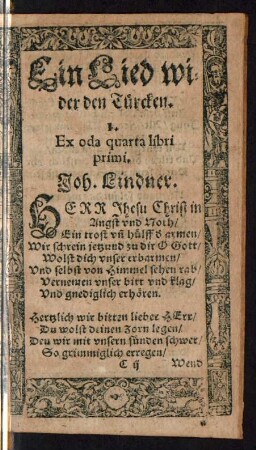 Ein Lied wi-
der den Türcken.
1.
Ex oda quarta libri
primi.
Joh. Lindner.
HERR Jhesu Christ in
Angst vnd Noth/
Ein trost vñ hülff d armen/
Wir schrein jetzund zu dir O Gott/
Wolst dich vnser erbarmen/
Vnd selbst von Himmel sehen rab/
Vernemen vnser bitt vnd klag/
Vnd gnediglich erhören.
Hertzlich wir bitten lieber HErr/
Du wolst deinen Zorn legen/
Den wir mit vnsern sünden schwer/
So grimmiglich erregen/
C ij Wend